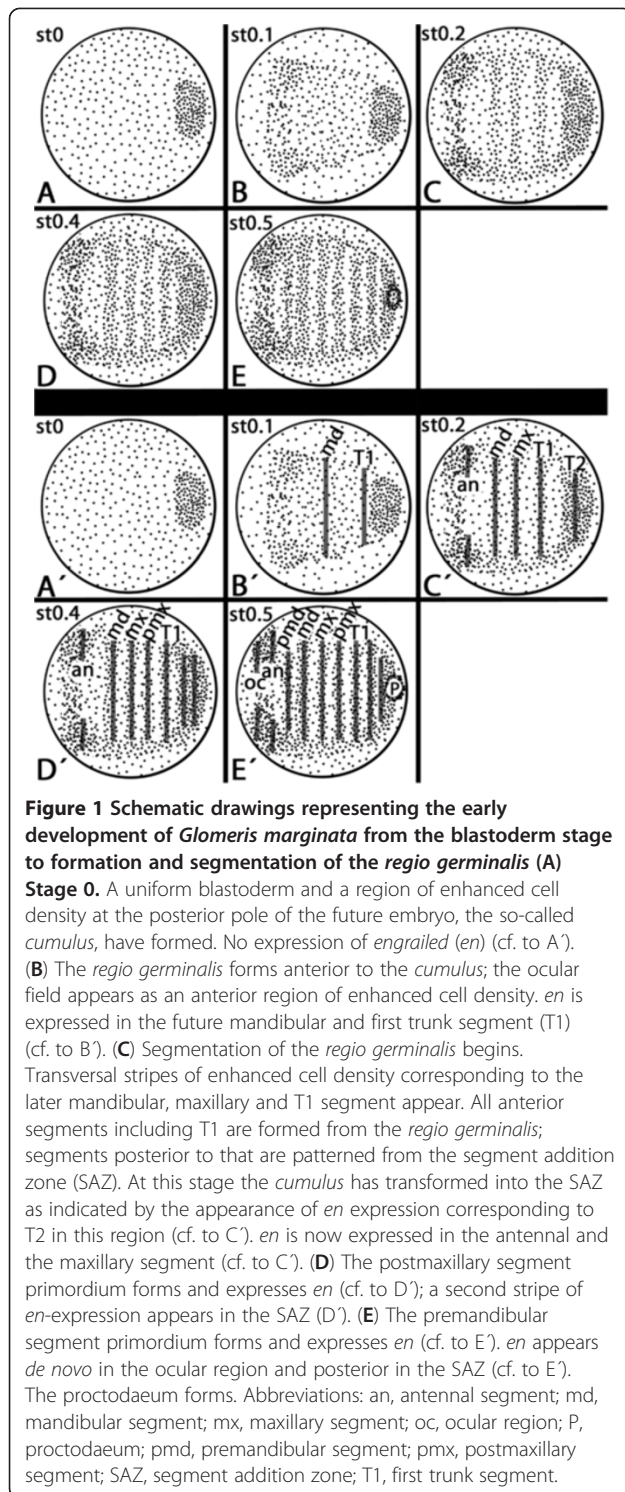 st0 st0.1 st0.2
A B C
st0.4 st0.5
D E
st0 st0.1 md T1 st0.2 md mx T1 T2
an
A´ B´ C´
st0.4 md mx pmx T1 st0.5 pmd md mx pmx T1
an oc an P
D´ E´
Figure 1 Schematic drawings representing the early
development of Glomeris marginata from the blastoderm stage
to formation and segmentation of the regio germinalis (A)
Stage 0. A uniform blastoderm and a region of enhanced cell
density at the posterior pole of the future embryo, the so-called
cumulus, have formed. No expression of engrailed (en) (cf. to A´).
(B) The regio germinalis forms anterior to the cumulus; the ocular
field appears as an anterior region of enhanced cell density. en is
expressed in the future mandibular and first trunk segment (T1)
(cf. to B´). (C) Segmentation of the regio germinalis begins.
Transversal stripes of enhanced cell density corresponding to the
later mandibular, maxillary and T1 segment appear. All anterior
segments including T1 are formed from the regio germinalis;
segments posterior to that are patterned from the segment addition
zone (SAZ). At this stage the cumulus has transformed into the SAZ
as indicated by the appearance of en expression corresponding to
T2 in this region (cf. to C´). en is now expressed in the antennal and
the maxillary segment (cf. to C´). (D) The postmaxillary segment
primordium forms and expresses en (cf. to D´); a second stripe of
en-expression appears in the SAZ (D´). (E) The premandibular
segment primordium forms and expresses en (cf. to E´). en appears
de novo in the ocular region and posterior in the SAZ (cf. to E´).
The proctodaeum forms. Abbreviations: an, antennal segment; md,
mandibular segment; mx, maxillary segment; oc, ocular region; P,
proctodaeum; pmd, premandibular segment; pmx, postmaxillary
segment; SAZ, segment addition zone; T1, first trunk segment.